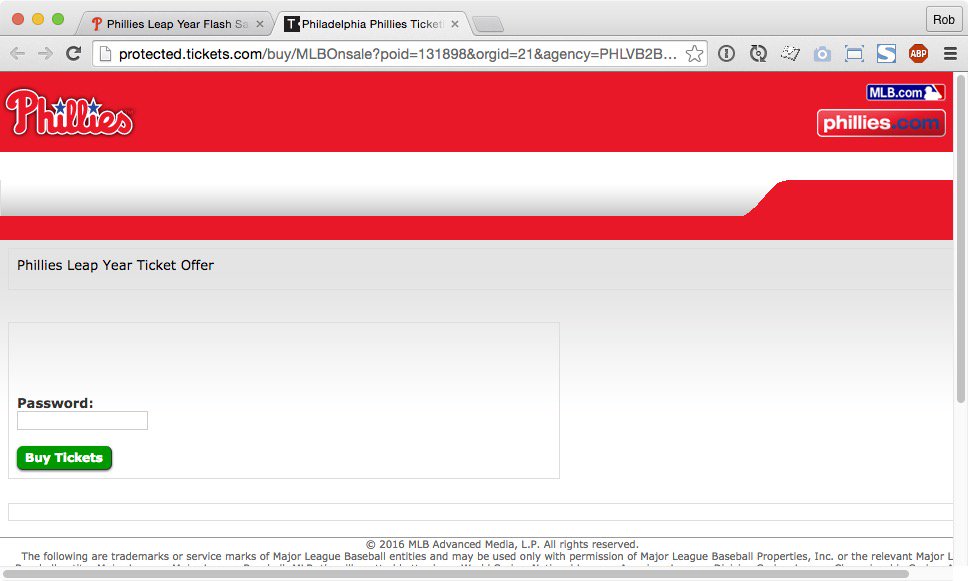 Phillies Leap Year Flash Sa
Philadelphia Phillies Ticket
Rob
protected.tickets.com/buy/MLBOnsale?poid=131898&orgid=21&agency=PHLVB2B...
S
ABP
Phillies
MLB.com
phillies.com
Phillies Leap Year Ticket Offer
Password:
Buy Tickets
© 2016 MLB Advanced Media, L.P. All rights reserved.
The following are trademarks or service marks of Major League Baseball entities and may be used only with permission of Major League Baseball Properties, Inc. or the relevant Major L